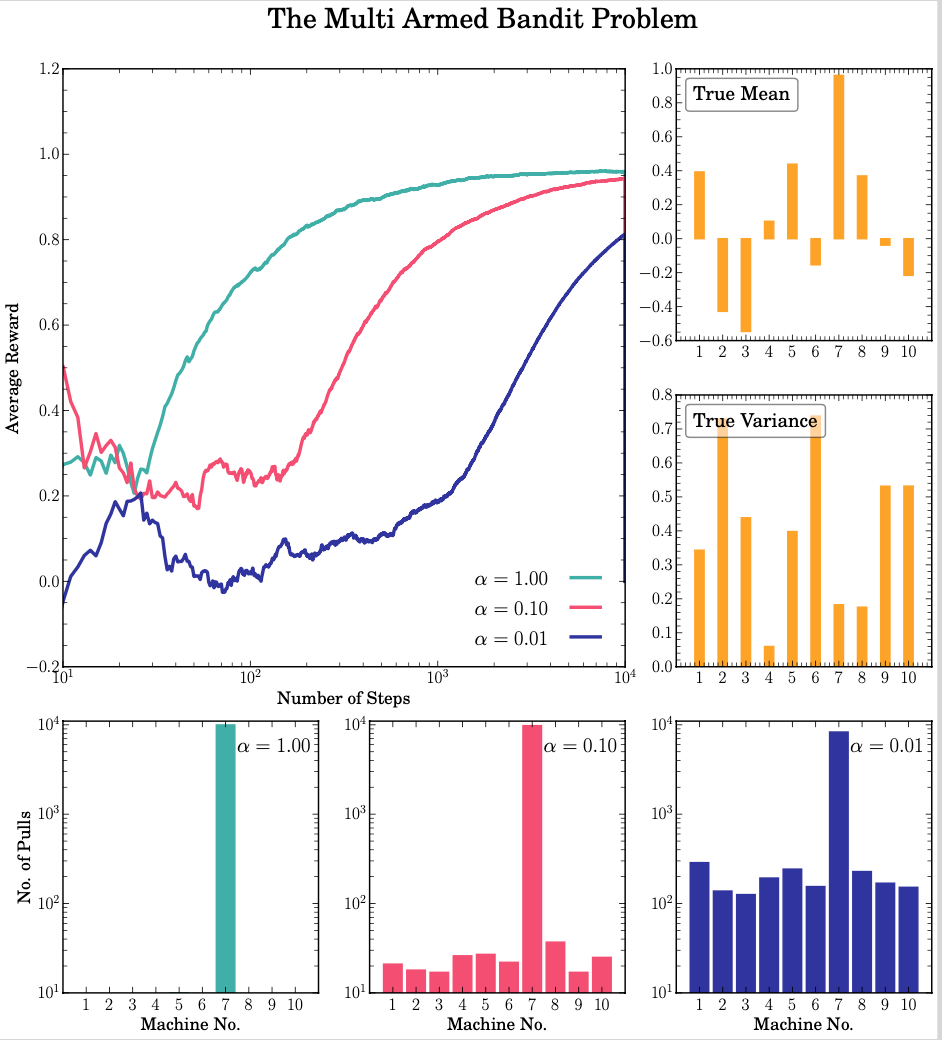 The Multi Armed Bandit Problem
1.2
1.0
0.8
0.6
0.4
0.2
0.0
−0.2
Average Reward
10¹ 10² 10³ 10⁴
Number of Steps
α = 1.00
α = 0.10
α = 0.01
True Mean
1.0
0.8
0.6
0.4
0.2
0.0
−0.2
−0.4
−0.6
1 2 3 4 5 6 7 8 9 10
True Variance
0.8
0.7
0.6
0.5
0.4
0.3
0.2
0.1
0.0
1 2 3 4 5 6 7 8 9 10
No. of Pulls
10⁴
10³
10²
10¹
α = 1.00
1 2 3 4 5 6 7 8 9 10
Machine No.
10⁴
10³
10²
10¹
α = 0.10
1 2 3 4 5 6 7 8 9 10
Machine No.
10⁴
10³
10²
10¹
α = 0.01
1 2 3 4 5 6 7 8 9 10
Machine No.